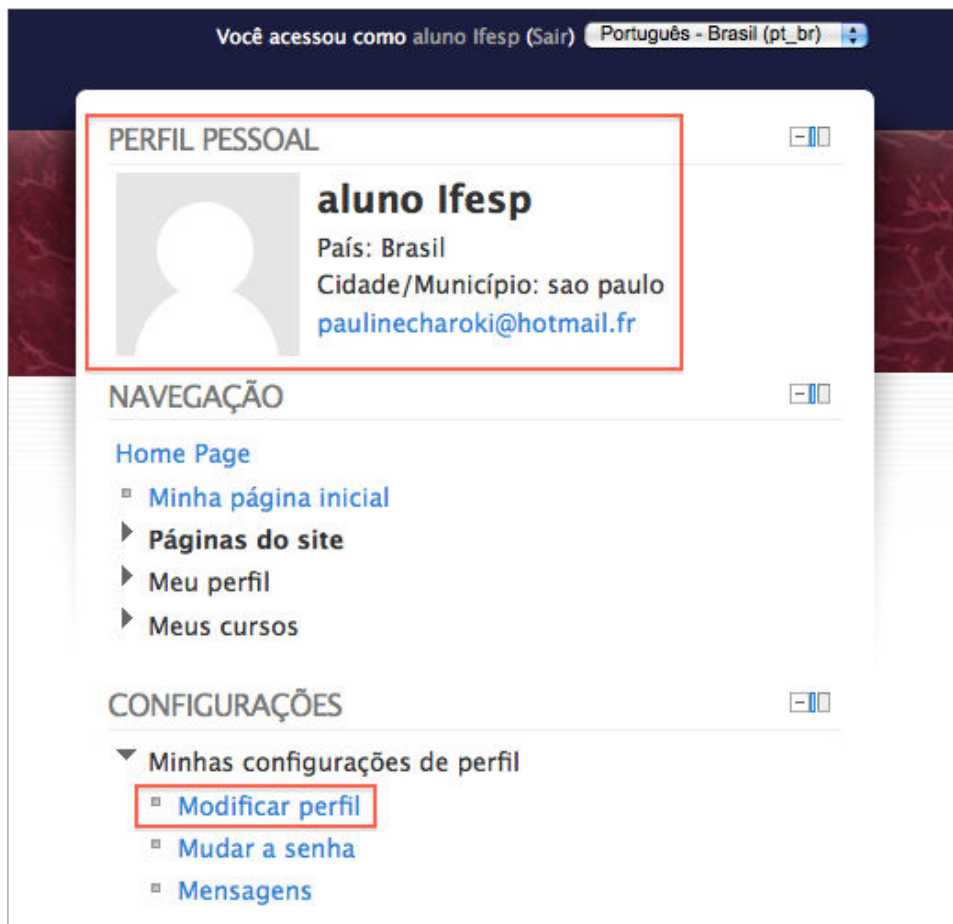 Você acessou como aluno Ifesp (Sair) Português - Brasil (pt_br)
PERFIL PESSOAL
aluno Ifesp
País: Brasil
Cidade/Município: sao paulo
paulinecharoki@hotmail.fr
NAVEGAÇÃO
Home Page
Minha página inicial
Páginas do site
Meu perfil
Meus cursos
CONFIGURAÇÕES
Minhas configurações de perfil
Modificar perfil
Mudar a senha
Mensagens